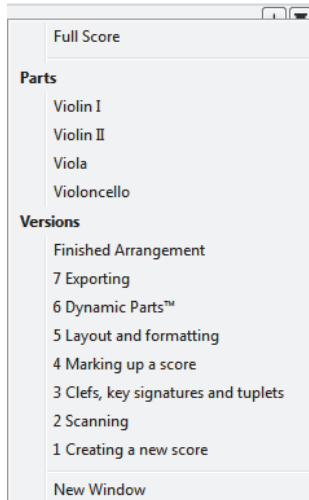 Full Score
Parts
Violin I
Violin II
Viola
Violoncello
Versions
Finished Arrangement
7 Exporting
6 Dynamic Parts™
5 Layout and formatting
4 Marking up a score
3 Clefs, key signatures and tuplets
2 Scanning
1 Creating a new score
New Window